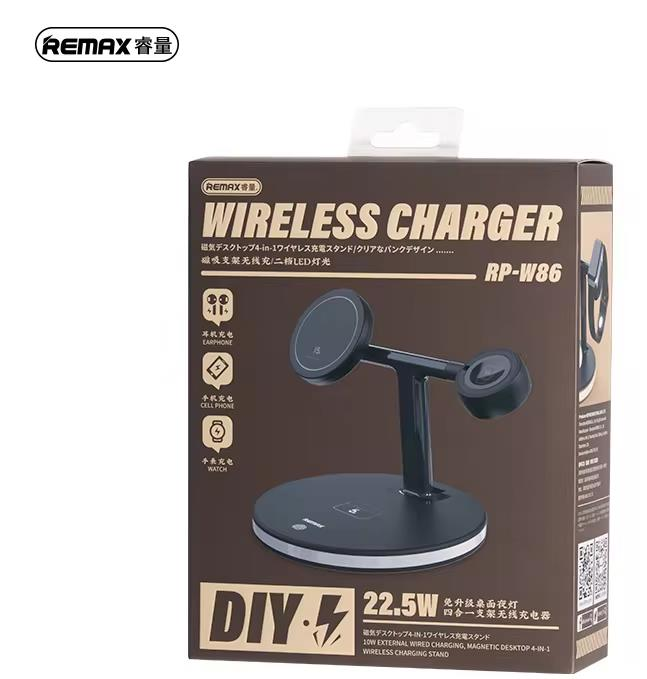 REMAX 睿量
REMAX 睿量
WIRELESS CHARGER
磁気デスクトップ4-in-1ワイヤレス充電スタンド/クリアなパンクデザイン......
磁吸支架无线充/二档LED灯光
RP-W86
耳机充电
EARPHONE
手机充电
CELL PHONE
手表充电
WATCH
REMAX
DIY
22.5W
免升级桌面夜灯
四合一支架无线充电器
磁気デスクトップ4-IN-1ワイヤレス充電スタンド
10W EXTERNAL WIRED CHARGING, MAGNETIC DESKTOP 4-IN-1
WIRELESS CHARGING STAND